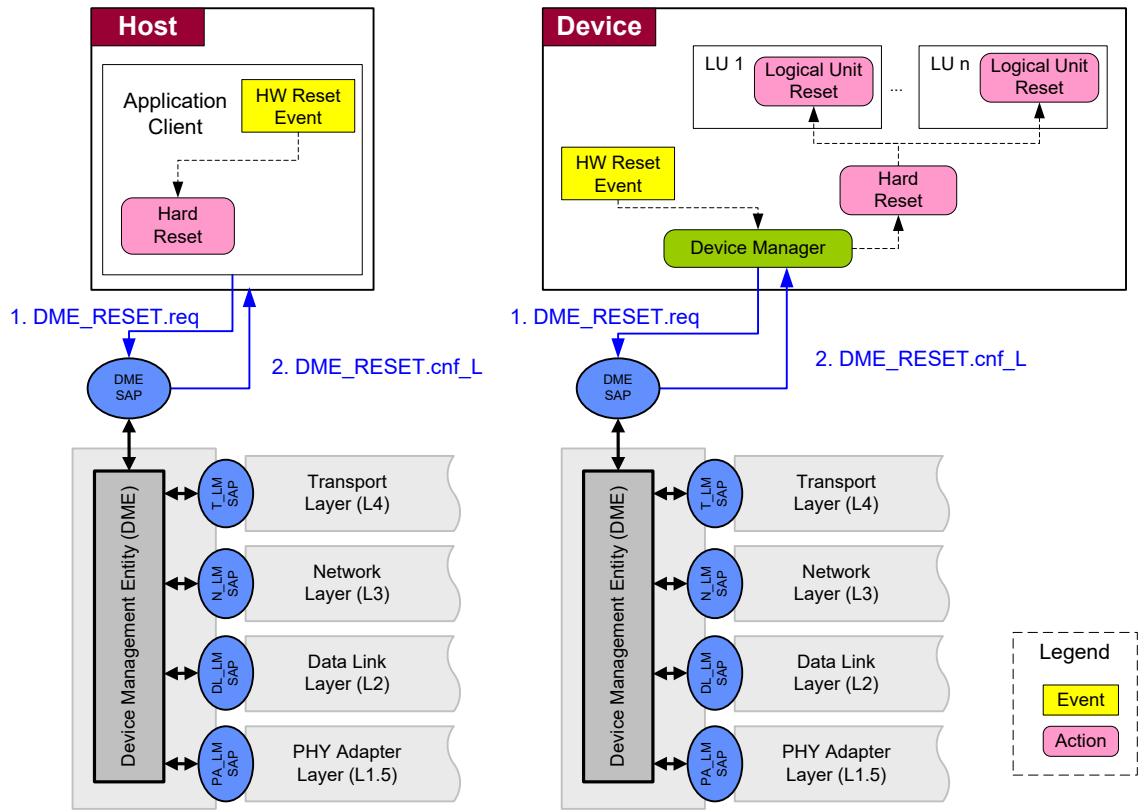 Host
Application
Client
HW Reset
Event
Hard
Reset
1. DME_RESET.req
2. DME_RESET.cnf_L
DME
SAP
Device Management Entity (DME)
T_LM
SAP
Transport
Layer (L4)
N_LM
SAP
Network
Layer (L3)
DL_LM
SAP
Data Link
Layer (L2)
PA_LM
SAP
PHY Adapter
Layer (L1.5)
Device
LU 1
Logical Unit
Reset
...
LU n
Logical Unit
Reset
HW Reset
Event
Hard
Reset
Device Manager
1. DME_RESET.req
2. DME_RESET.cnf_L
DME
SAP
Device Management Entity (DME)
T_LM
SAP
Transport
Layer (L4)
N_LM
SAP
Network
Layer (L3)
DL_LM
SAP
Data Link
Layer (L2)
PA_LM
SAP
PHY Adapter
Layer (L1.5)
Legend
Event
Action